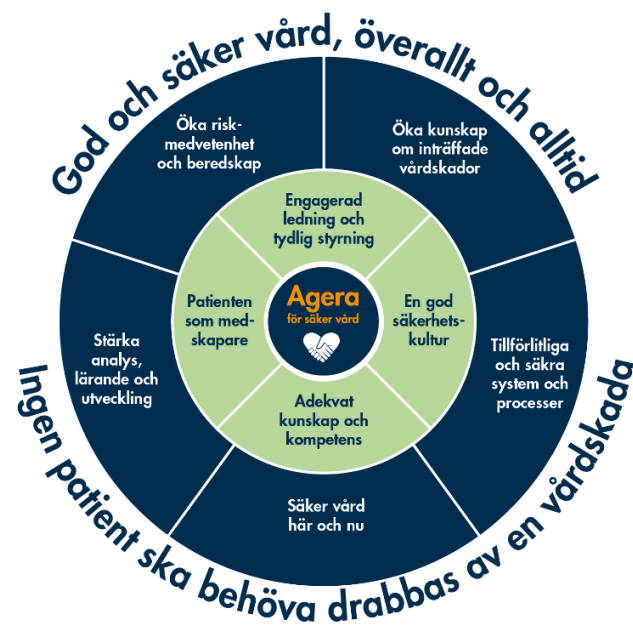 God och säker vård, överallt och alltid
Öka risk-
medvetenhet
och beredskap
Öka kunskap
om inträffade
vårdskador
Engagerad
ledning och
tydlig styrning
Patienten
som med-
skapare
Agera
för säker vård
En god
säkerhets-
kultur
Stärka
analys,
lärande och
utveckling
Tillförlitliga
och säkra
system och
processer
Adekvat
kunskap och
kompetens
Säker vård
här och nu
Ingen patient ska behöva drabbas av en vårdskada